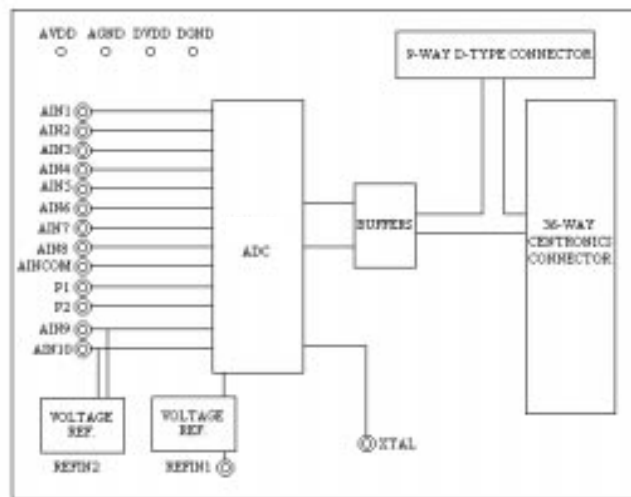 AVDD AGND DVDD DGND
9-WAY D-TYPE CONNECTOR
AIN1
AIN2
AIN3
AIN4
AIN5
AIN6
AIN7
AIN8
AINCOM
P1
P2
AIN9
AIN10
ADC
BUFFERS
36-WAY
CENTRONICS
CONNECTOR
VOLTAGE
REF.
REFIN2
VOLTAGE
REF.
REFIN1
XTAL